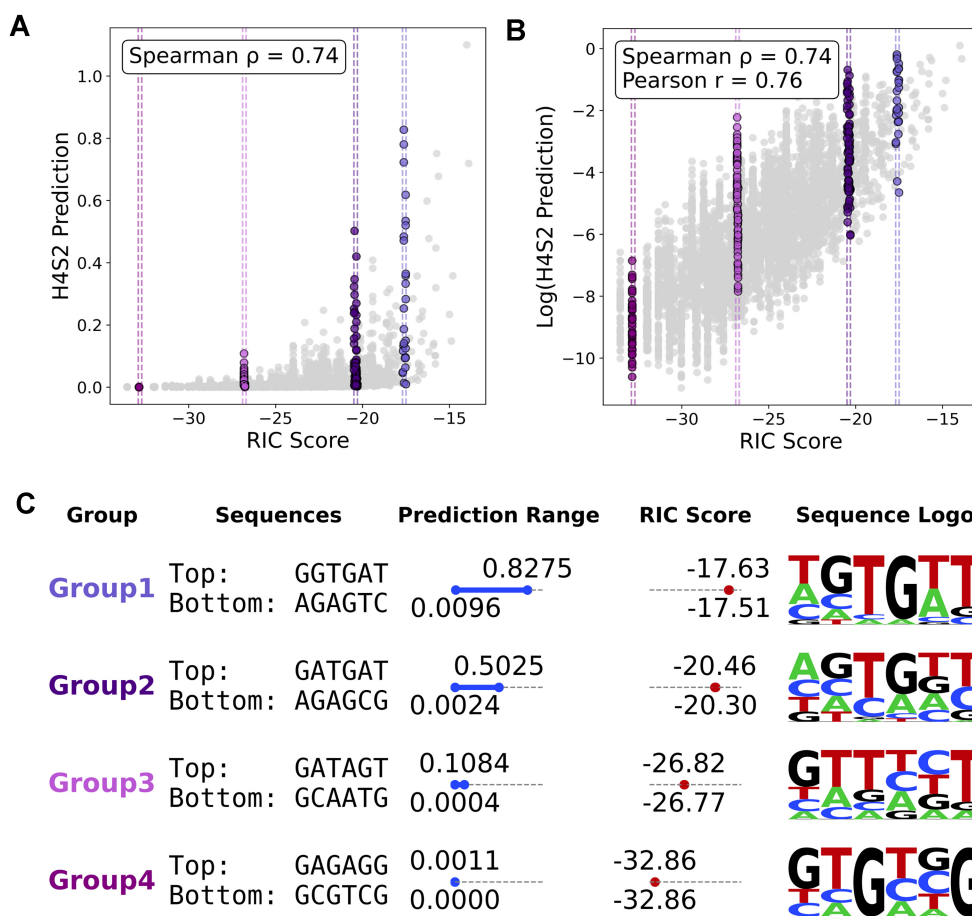 A
Spearman ρ = 0.74
H4S2 Prediction
1.0
0.8
0.6
0.4
0.2
0.0
−30
−25
−20
−15
RIC Score
B
Spearman ρ = 0.74
Pearson r = 0.76
Log(H4S2 Prediction)
0
−2
−4
−6
−8
−10
−30
−25
−20
−15
RIC Score
C
Group Sequences Prediction Range RIC Score Sequence Logo
Group1
Top: GGTGAT
Bottom: AGAGTC
0.8275
0.0096
-17.63
-17.51
Group2
Top: GATGAT
Bottom: AGAGCG
0.5025
0.0024
-20.46
-20.30
Group3
Top: GATAGT
Bottom: GCAATG
0.1084
0.0004
-26.82
-26.77
Group4
Top: GAGAGG
Bottom: GCGTCG
0.0011
0.0000
-32.86
-32.86